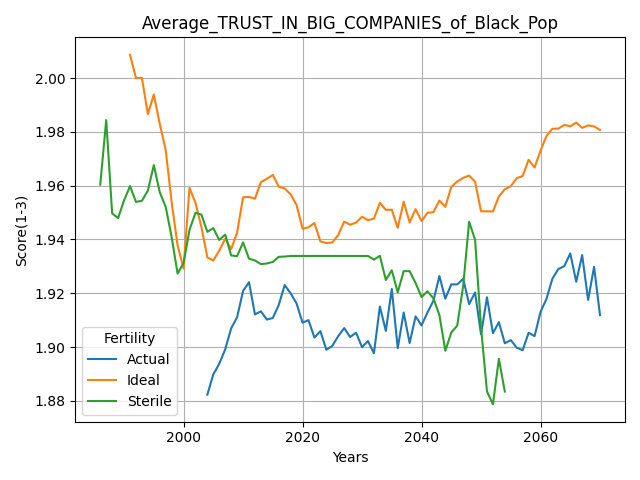 Average_TRUST_IN_BIG_COMPANIES_of_Black_Pop
Score(1-3)
2.00
1.98
1.96
1.94
1.92
1.90
1.88
Fertility
Actual
Ideal
Sterile
2000 2020 2040 2060
Years